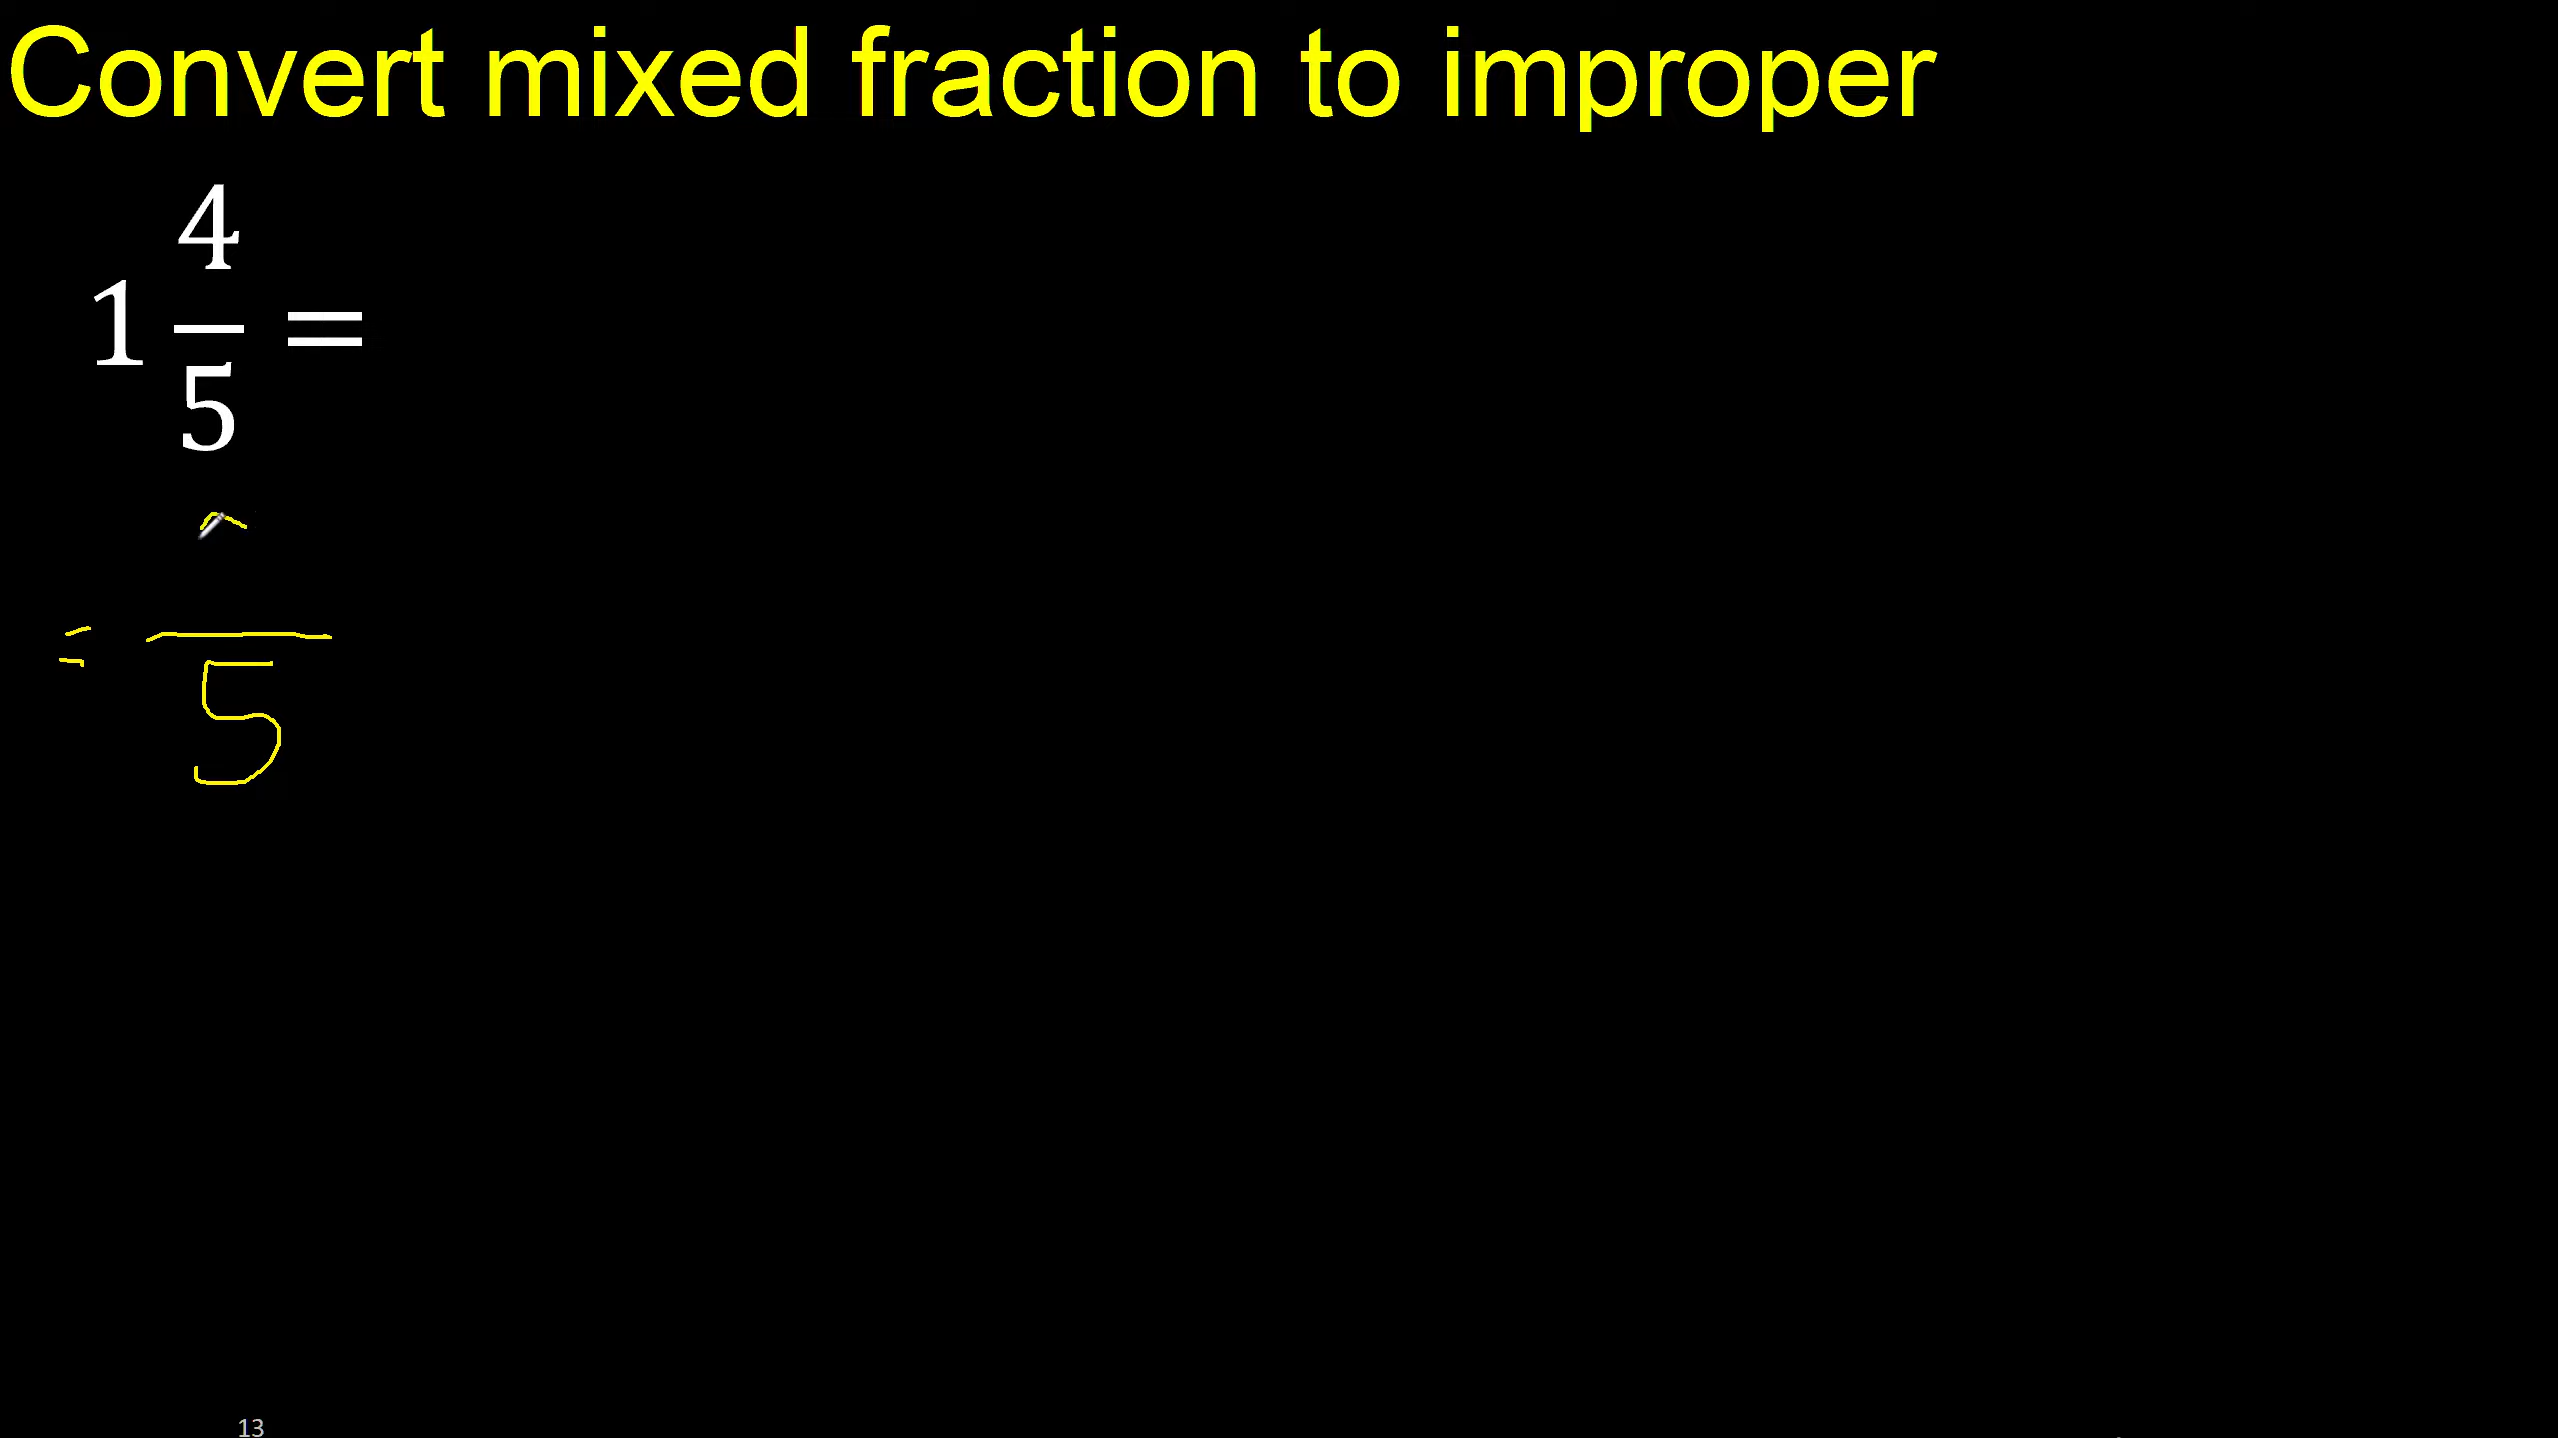 Convert mixed fraction to improper
1 4/5 =
= /5
13